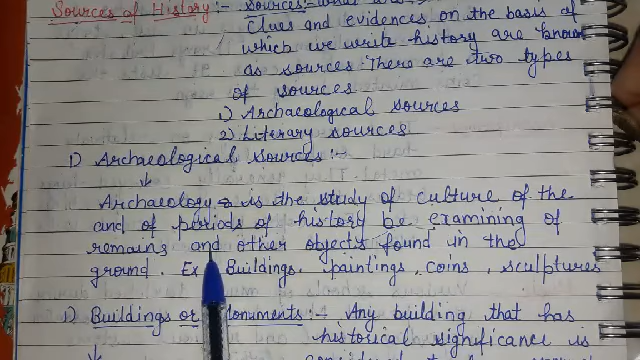 Sources of History :- Sources
Clues and evidences on the basis of
which we write history are known
as sources. There are two types
of sources
1) Archaeological sources
2) Literary sources
1) Archaeological sources :-
Archaeology is the study of culture of the
and of periods of history be examining of
remains and other objects found in the
ground. Ex Buildings, paintings, coins, sculptures
1) Buildings or Monuments :- Any building that has
historical significance is